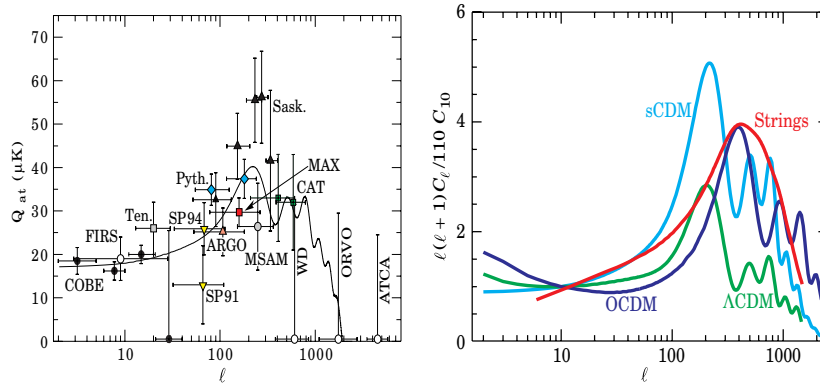 70
60
50
40
30
20
10
0
Q at (μK)
10
100
1000
ℓ
COBE
FIRS
Ten.
SP94
SP91
Pyth.
ARGO
MSAM
Sask.
MAX
CAT
WD
ORVO
ATCA
6
4
2
0
ℓ(ℓ + 1)Cℓ/110 C10
10
100
1000
ℓ
sCDM
Strings
OCDM
ΛCDM